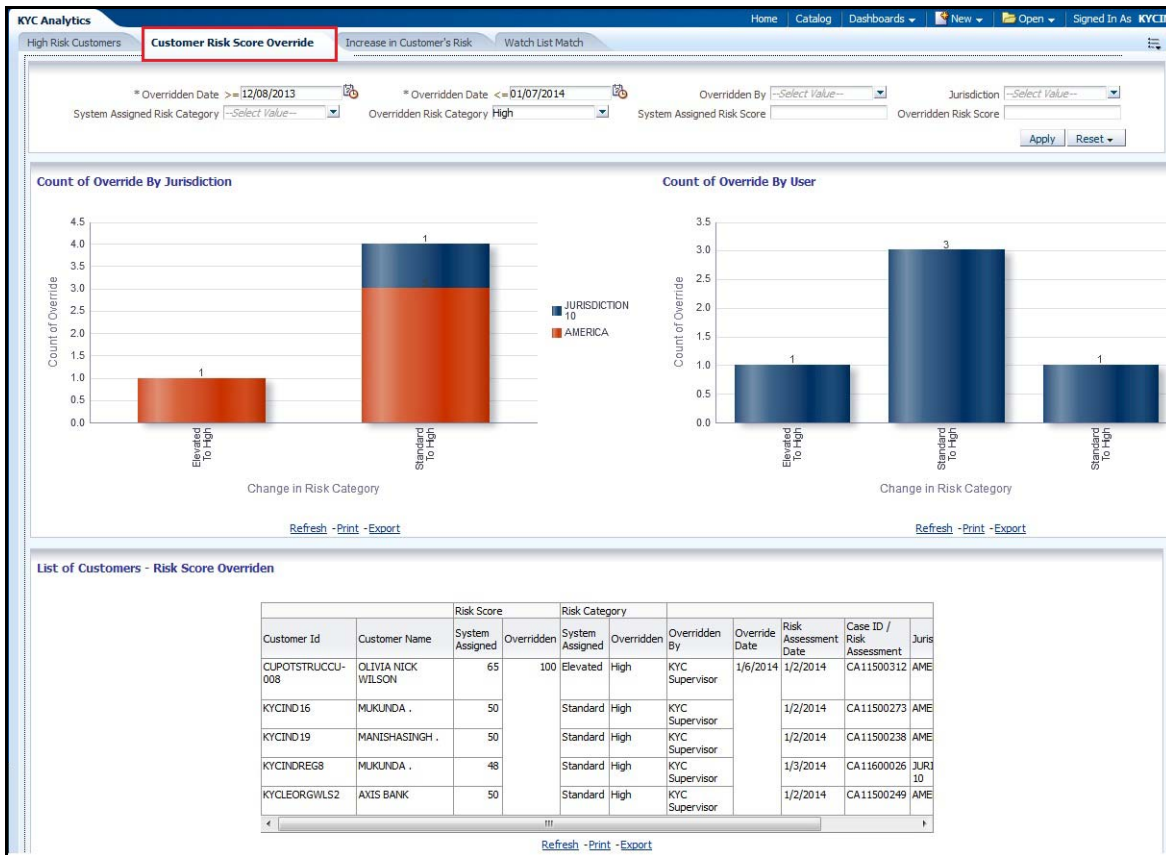 KYC Analytics
Home Catalog Dashboards New Open Signed In As
High Risk Customers Customer Risk Score Override Increase in Customer's Risk Watch List Match
* Overridden Date >= 12/08/2013 * Overridden Date <= 01/07/2014 Overridden By --Select Value-- Jurisdiction --Select Value--
System Assigned Risk Category --Select Value-- Overridden Risk Category High System Assigned Risk Score Overridden Risk Score
Apply Reset
Count of Override By Jurisdiction
4.5
4.0
3.5
3.0
2.5
2.0
1.5
1.0
0.5
0.0
Count of Override
1
1
Elevated To High
Standard To High
Change in Risk Category
JURISDICTION
10
AMERICA
Refresh - Print - Export
Count of Override By User
3.5
3.0
2.5
2.0
1.5
1.0
0.5
0.0
Count of Override
1
3
1
Elevated To High
Standard To High
Standard To High
Change in Risk Category
Refresh - Print - Export
List of Customers - Risk Score Overriden
Risk Score Risk Category
Customer Id Customer Name System Assigned Overridden System Assigned Overridden Overridden By Override Date Risk Assessment Date Case ID / Risk Assessment Juris
CUPOTSTRUCCU-008 OLIVIA NICK WILSON 65 100 Elevated High KYC Supervisor 1/6/2014 1/2/2014 CA11500312 AME
KYCIND16 MUKUNDA . 50 Standard High KYC Supervisor 1/2/2014 CA11500273 AME
KYCIND19 MANISHASINGH . 50 Standard High KYC Supervisor 1/2/2014 CA11500238 AME
KYCINDREG8 MUKUNDA . 48 Standard High KYC Supervisor 1/3/2014 CA11600026 JURI 10
KYCLEORGWLS2 AXIS BANK 50 Standard High KYC Supervisor 1/2/2014 CA11500249 AME
Refresh - Print - Export